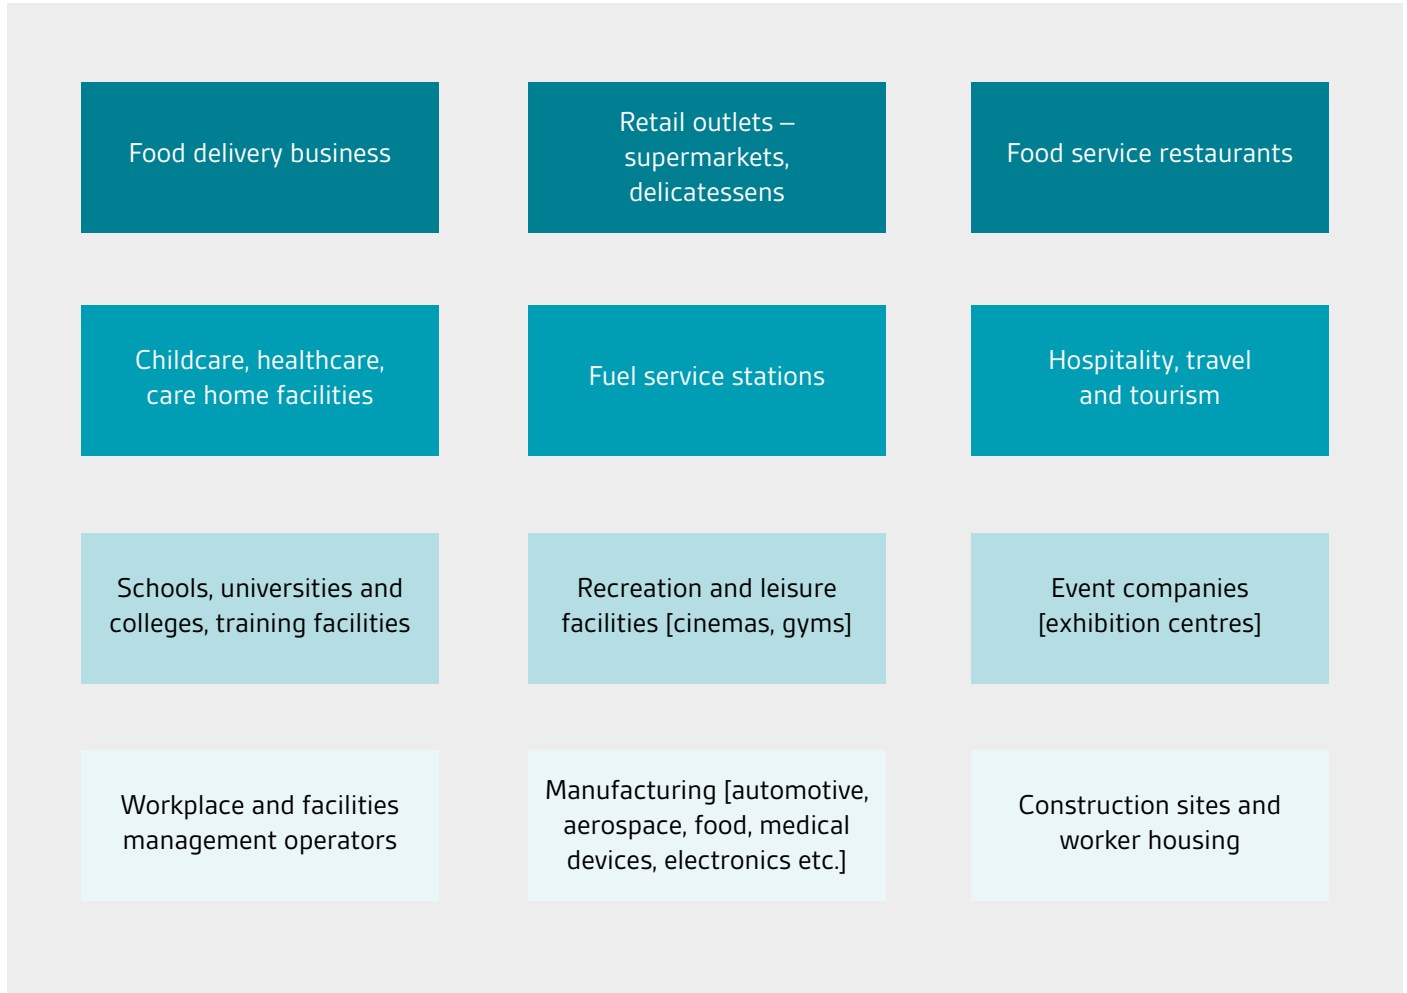 Food delivery business
Retail outlets –
supermarkets,
delicatessens
Food service restaurants
Childcare, healthcare,
care home facilities
Fuel service stations
Hospitality, travel
and tourism
Schools, universities and
colleges, training facilities
Recreation and leisure
facilities [cinemas, gyms]
Event companies
[exhibition centres]
Workplace and facilities
management operators
Manufacturing [automotive,
aerospace, food, medical
devices, electronics etc.]
Construction sites and
worker housing